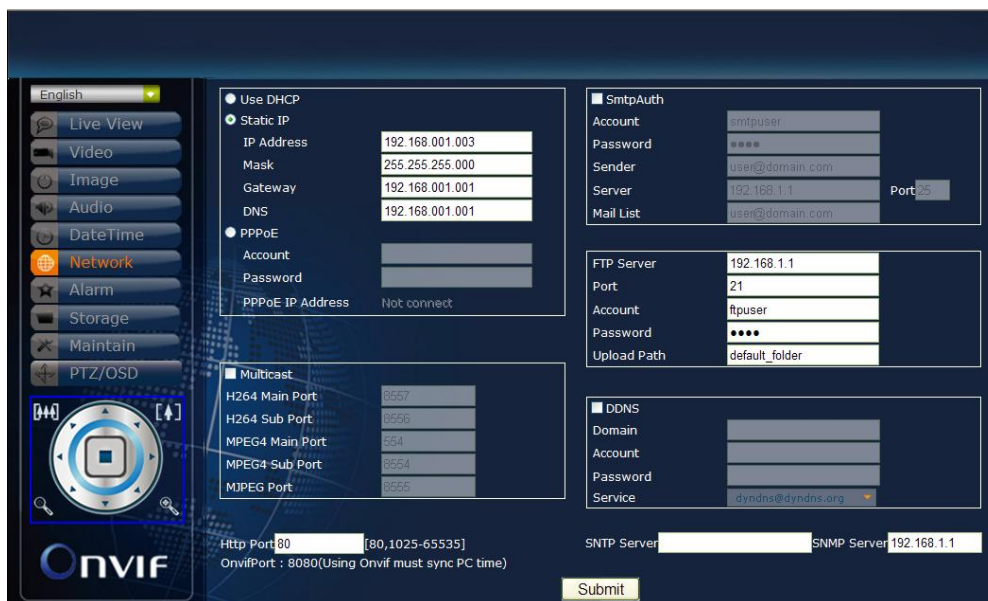 English
Live View
Video
Image
Audio
DateTime
Network
Alarm
Storage
Maintain
PTZ/OSD
ONVIF
Use DHCP
Static IP
IP Address 192.168.001.003
Mask 255.255.255.000
Gateway 192.168.001.001
DNS 192.168.001.001
PPPoE
Account
Password
PPPoE IP Address Not connect
Multicast
H264 Main Port 8557
H264 Sub Port 8556
MPEG4 Main Port 554
MPEG4 Sub Port 8554
MJPEG Port 8555
Http Port 80 [80,1025-65535]
OnvifPort : 8080(Using Onvif must sync PC time)
SmtpAuth
Account smtpuser
Password ●●●●
Sender user@domain.com
Server 192.168.1.1 Port 25
Mail List user@domain.com
FTP Server 192.168.1.1
Port 21
Account ftpuser
Password ●●●●
Upload Path default_folder
DDNS
Domain
Account
Password
Service dyndns@dyndns.org
SNTP Server SNMP Server 192.168.1.1
Submit